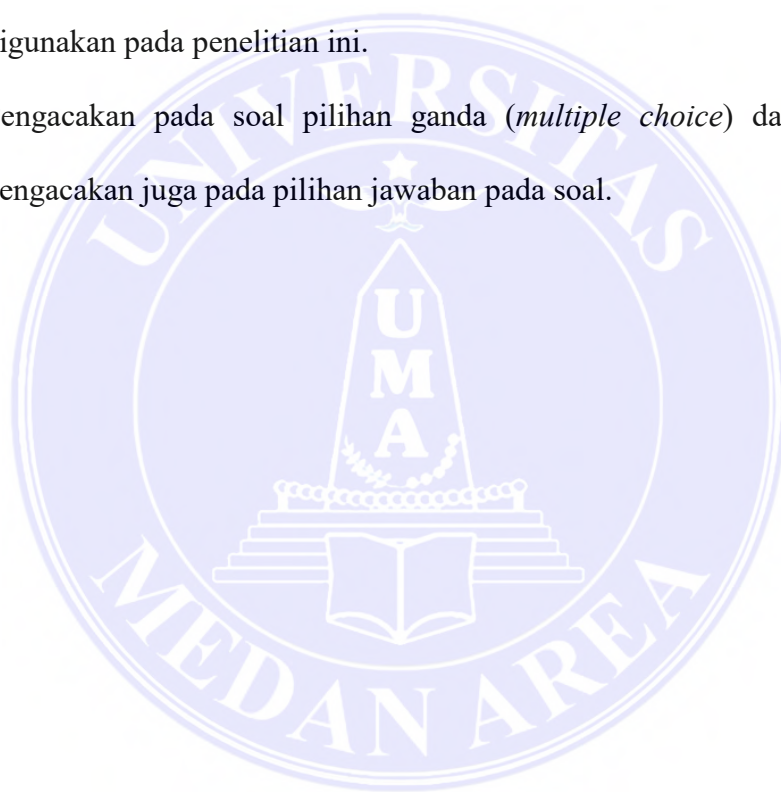 igunakan pada penelitian ini.
engacakan pada soal pilihan ganda (multiple choice) da
engacakan juga pada pilihan jawaban pada soal.
UNIVERSITAS
U
M
A
MEDAN AREA